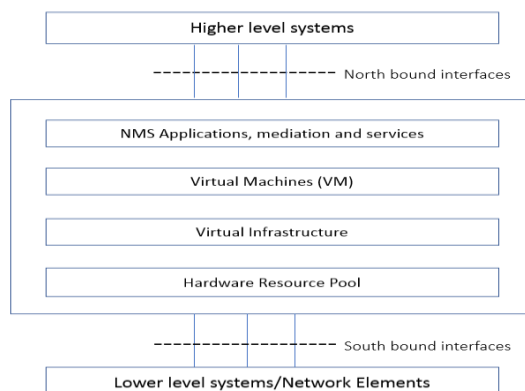 Higher level systems
North bound interfaces
NMS Applications, mediation and services
Virtual Machines (VM)
Virtual Infrastructure
Hardware Resource Pool
South bound interfaces
Lower level systems/Network Elements